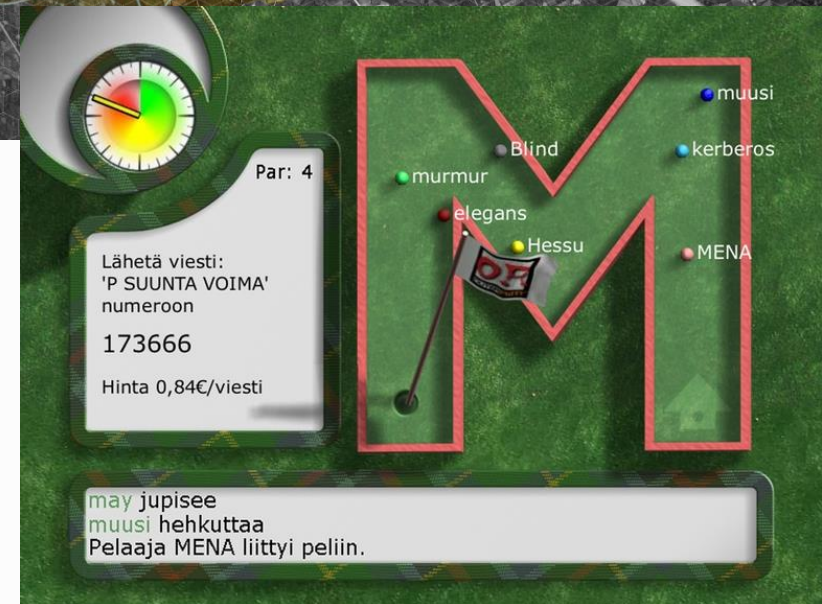 Par: 4
Lähetä viesti:
'P SUUNTA VOIMA'
numeroon
173666
Hinta 0,84€/viesti
muusi
Blind
kerberos
murmur
elegans
Hessu
MENA
may jupisee
muusi hehkuttaa
Pelaaja MENA liittyi peliin.